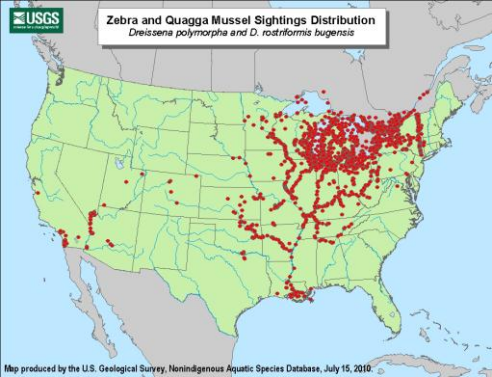 USGS
science for a changing world
Zebra and Quagga Mussel Sightings Distribution
Dreissena polymorpha and D. rostriformis bugensis
Map produced by the U.S. Geological Survey, Nonindigenous Aquatic Species Database, July 15, 2010.